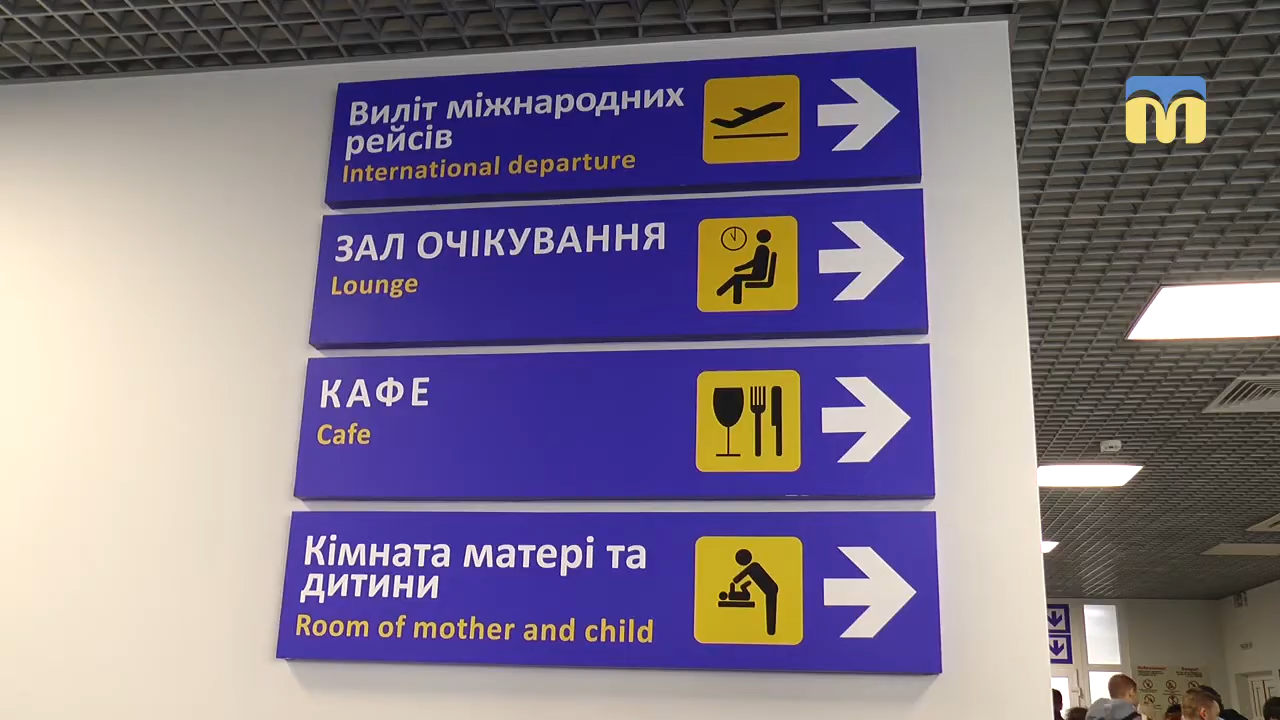 Виліт міжнародних
рейсів
International departure
ЗАЛ ОЧІКУВАННЯ
Lounge
КАФЕ
Cafe
Кімната матері та
дитини
Room of mother and child